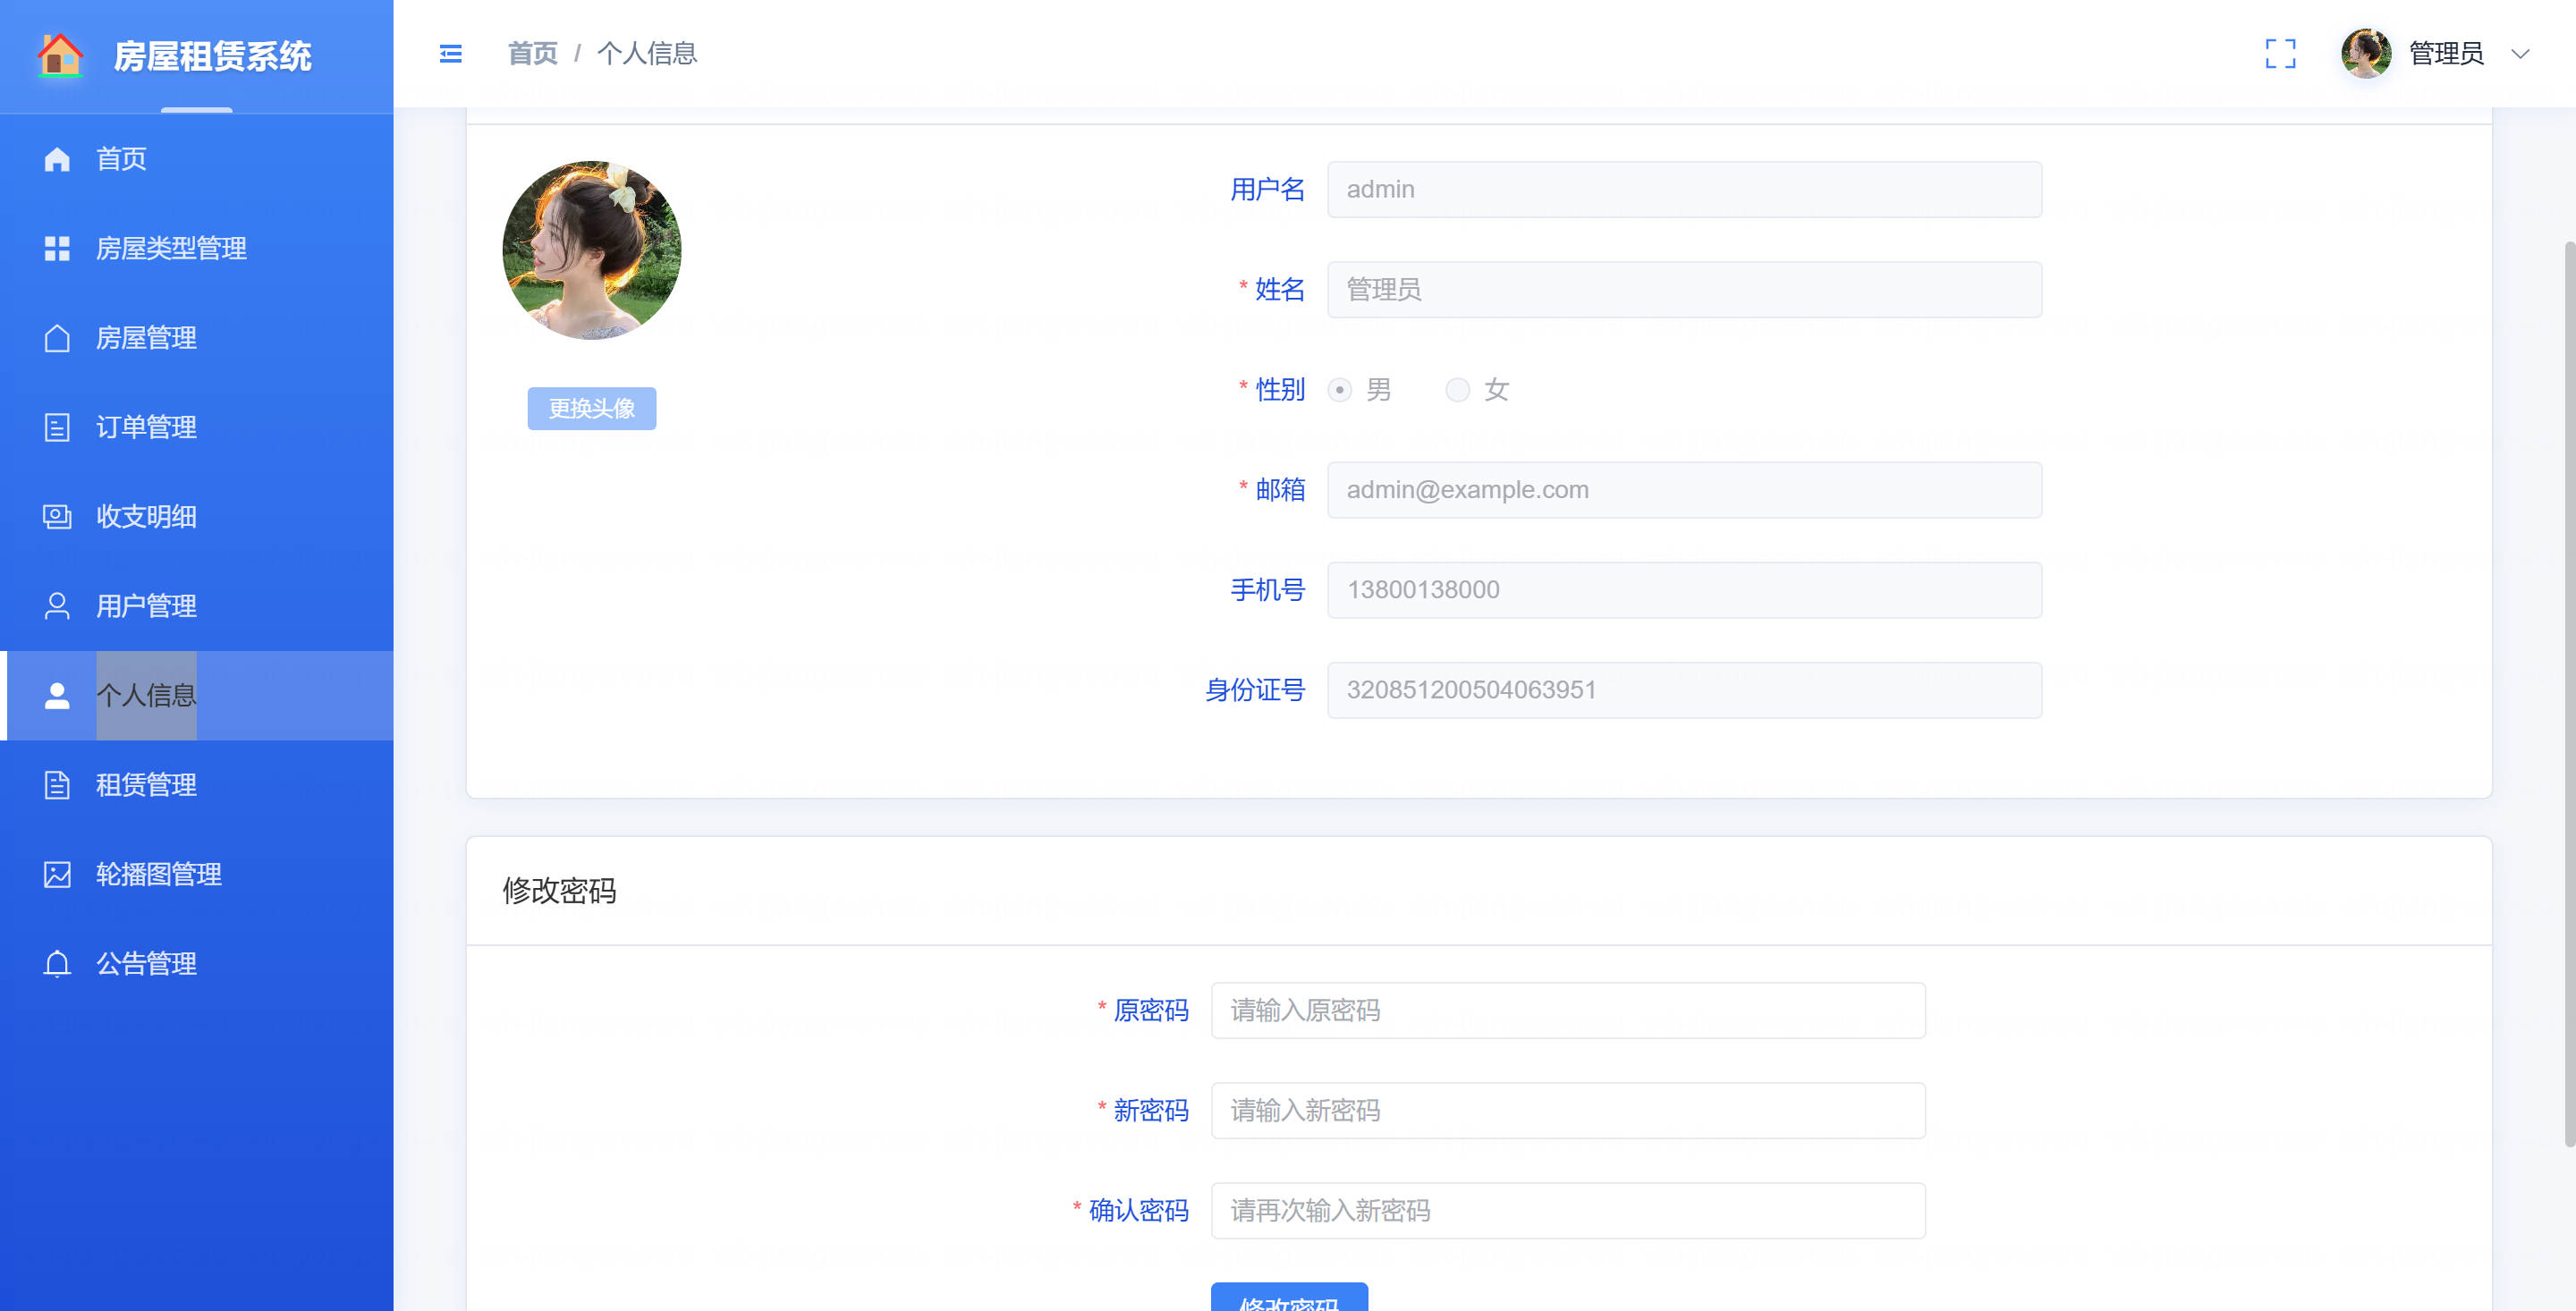 房屋租赁系统
首页 / 个人信息
管理员
首页
房屋类型管理
房屋管理
订单管理
收支明细
用户管理
个人信息
租赁管理
轮播图管理
公告管理
更换头像
用户名 admin
* 姓名 管理员
* 性别 男 女
* 邮箱 admin@example.com
手机号 13800138000
身份证号 320851200504063951
修改密码
* 原密码 请输入原密码
* 新密码 请输入新密码
* 确认密码 请再次输入新密码
修改密码